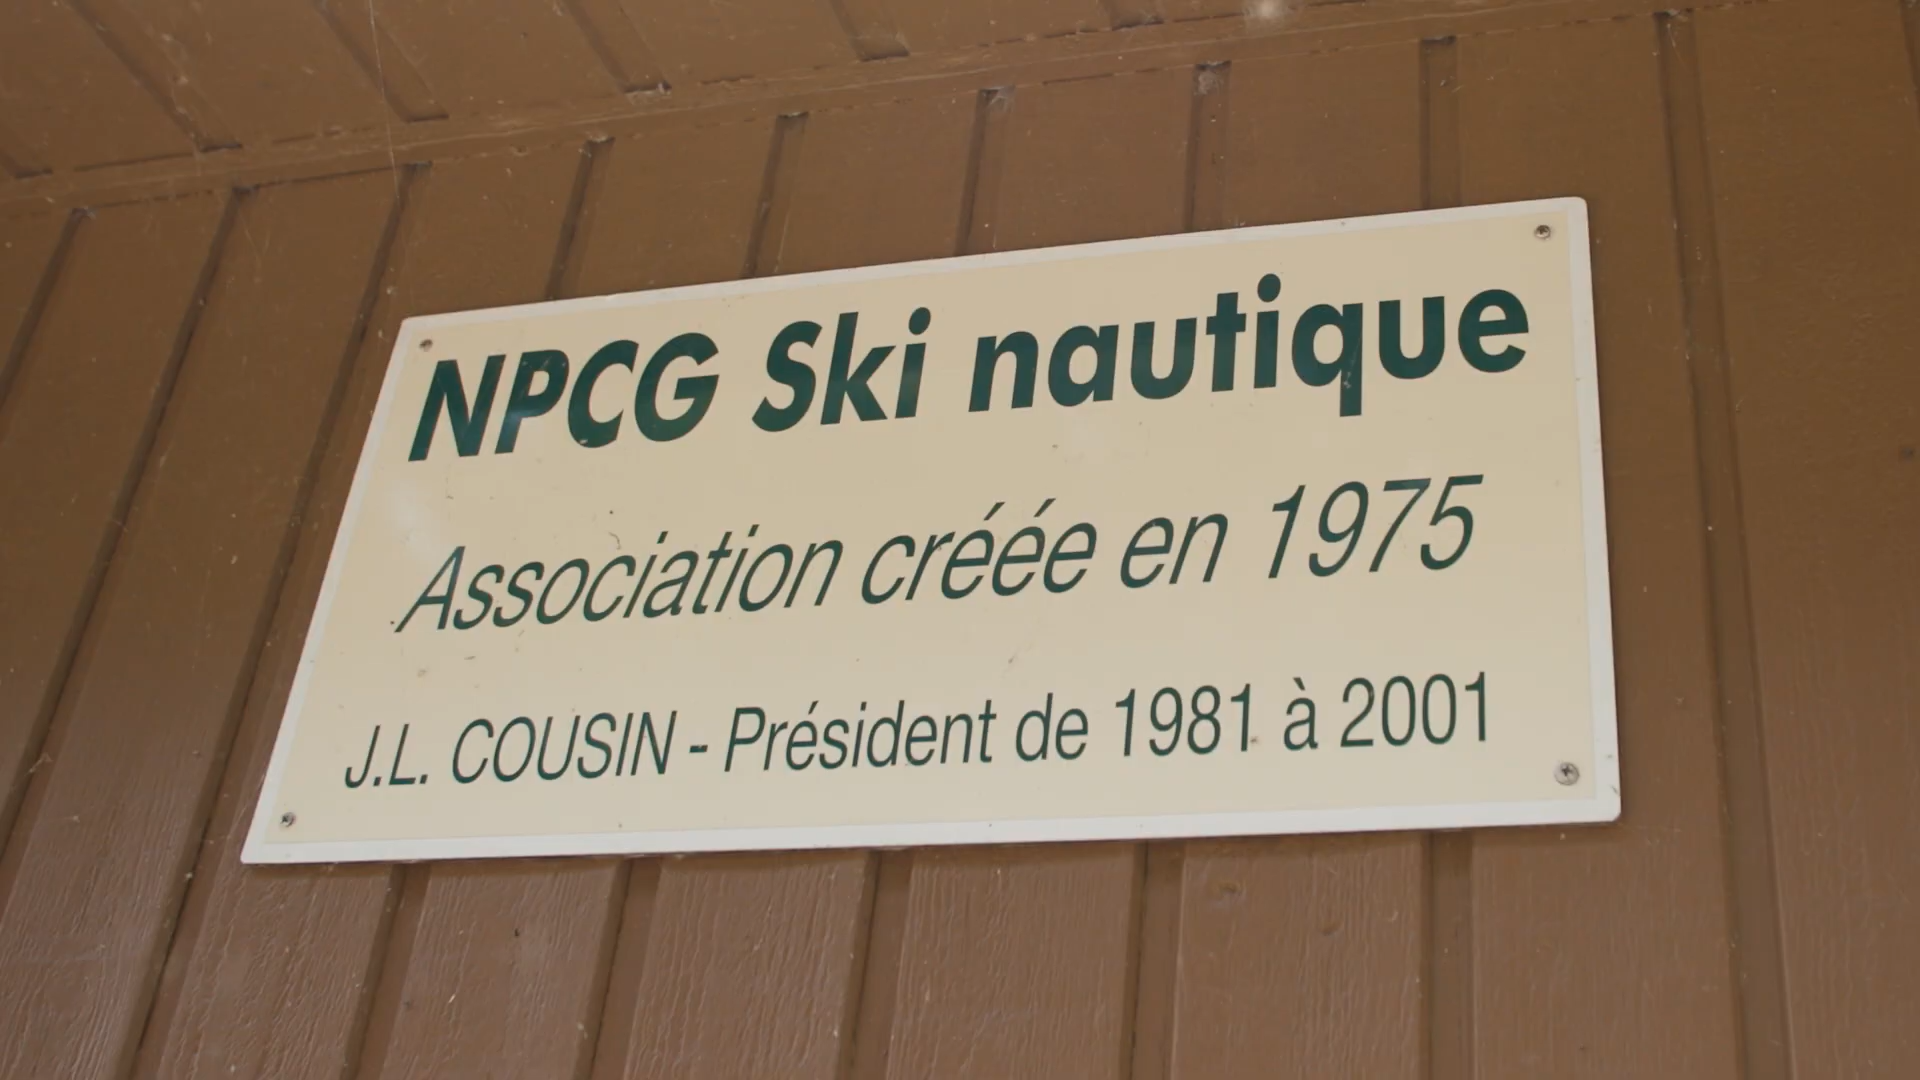 NPCG Ski nautique
Association créée en 1975
J.L. COUSIN - Président de 1981 à 2001